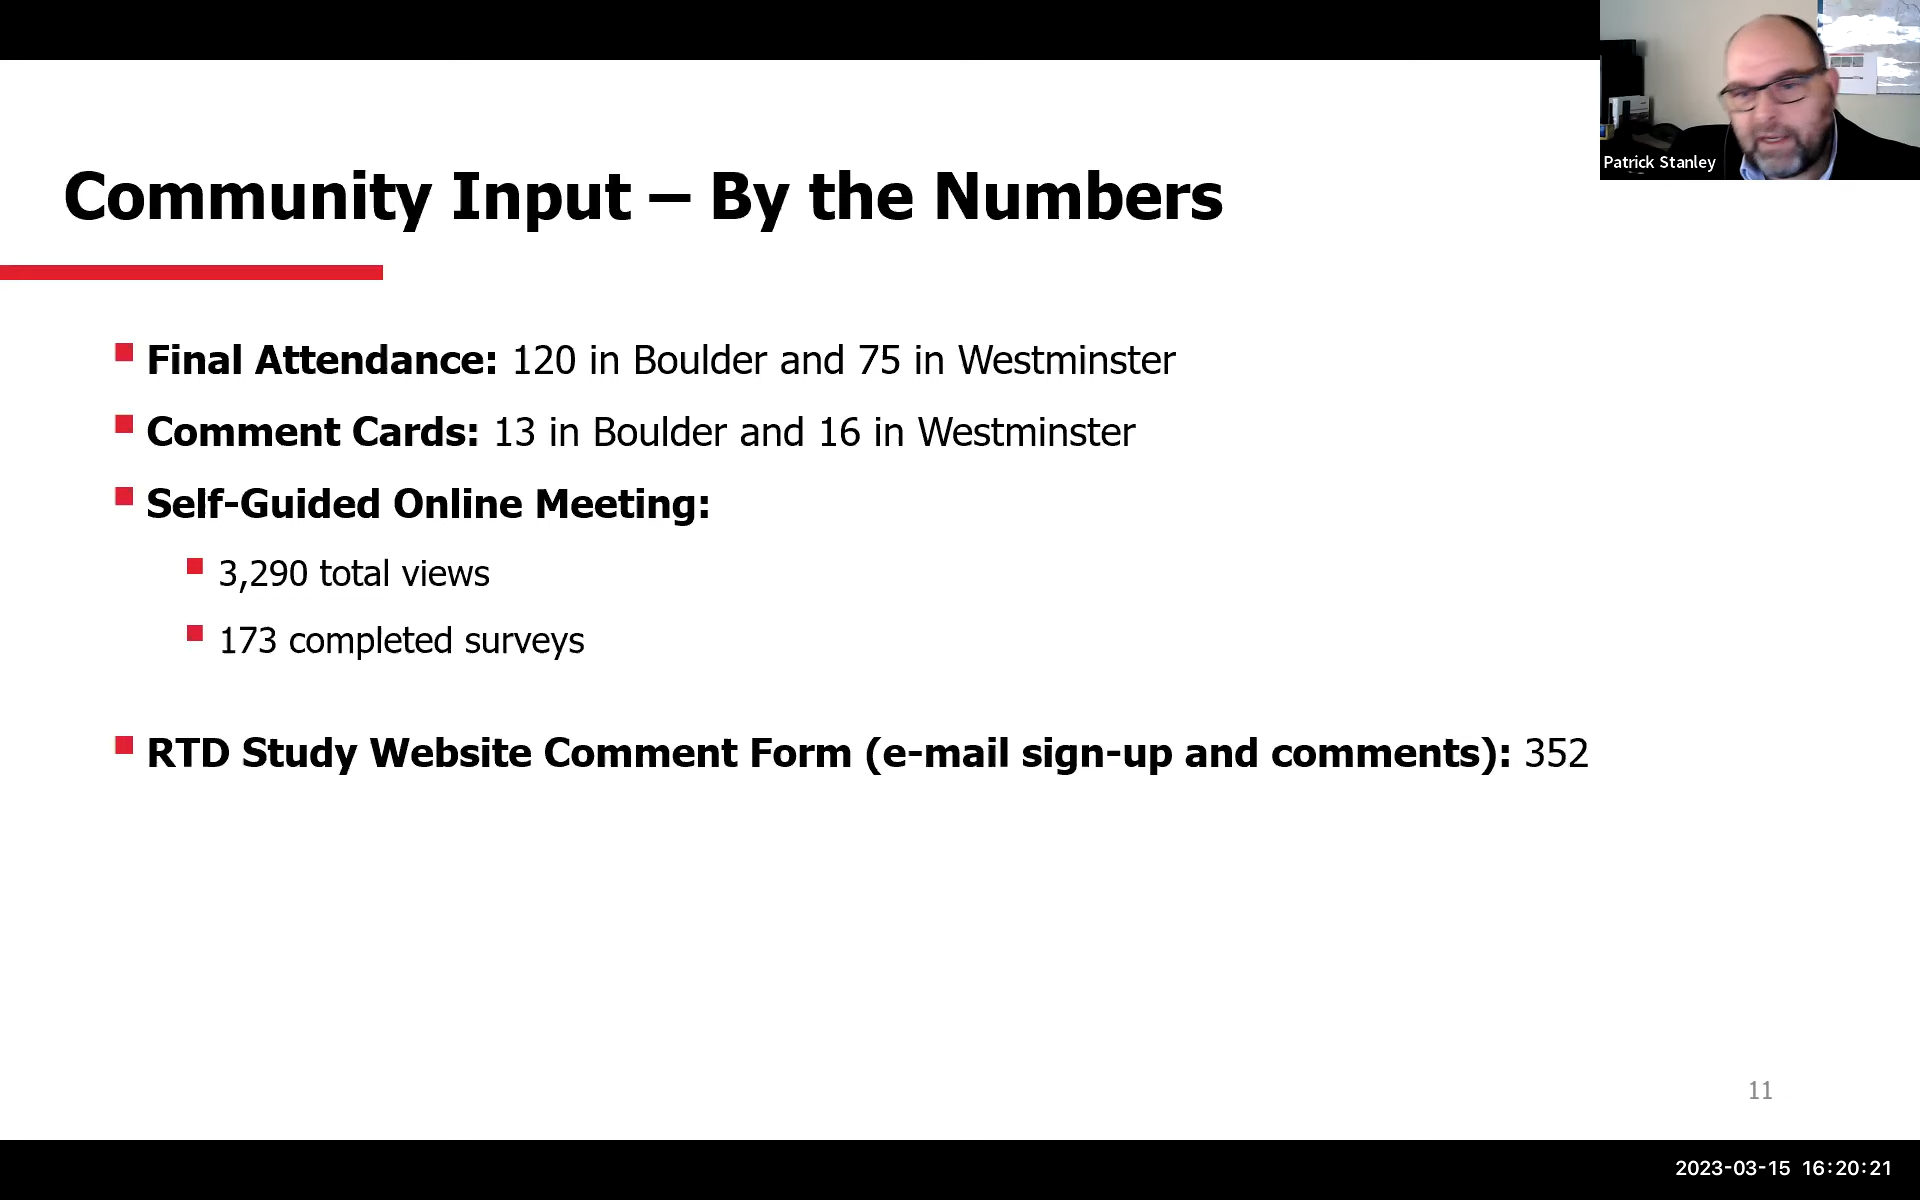 Patrick Stanley
Community Input – By the Numbers
Final Attendance: 120 in Boulder and 75 in Westminster
Comment Cards: 13 in Boulder and 16 in Westminster
Self-Guided Online Meeting:
3,290 total views
173 completed surveys
RTD Study Website Comment Form (e-mail sign-up and comments): 352
11
2023-03-15 16:20:21